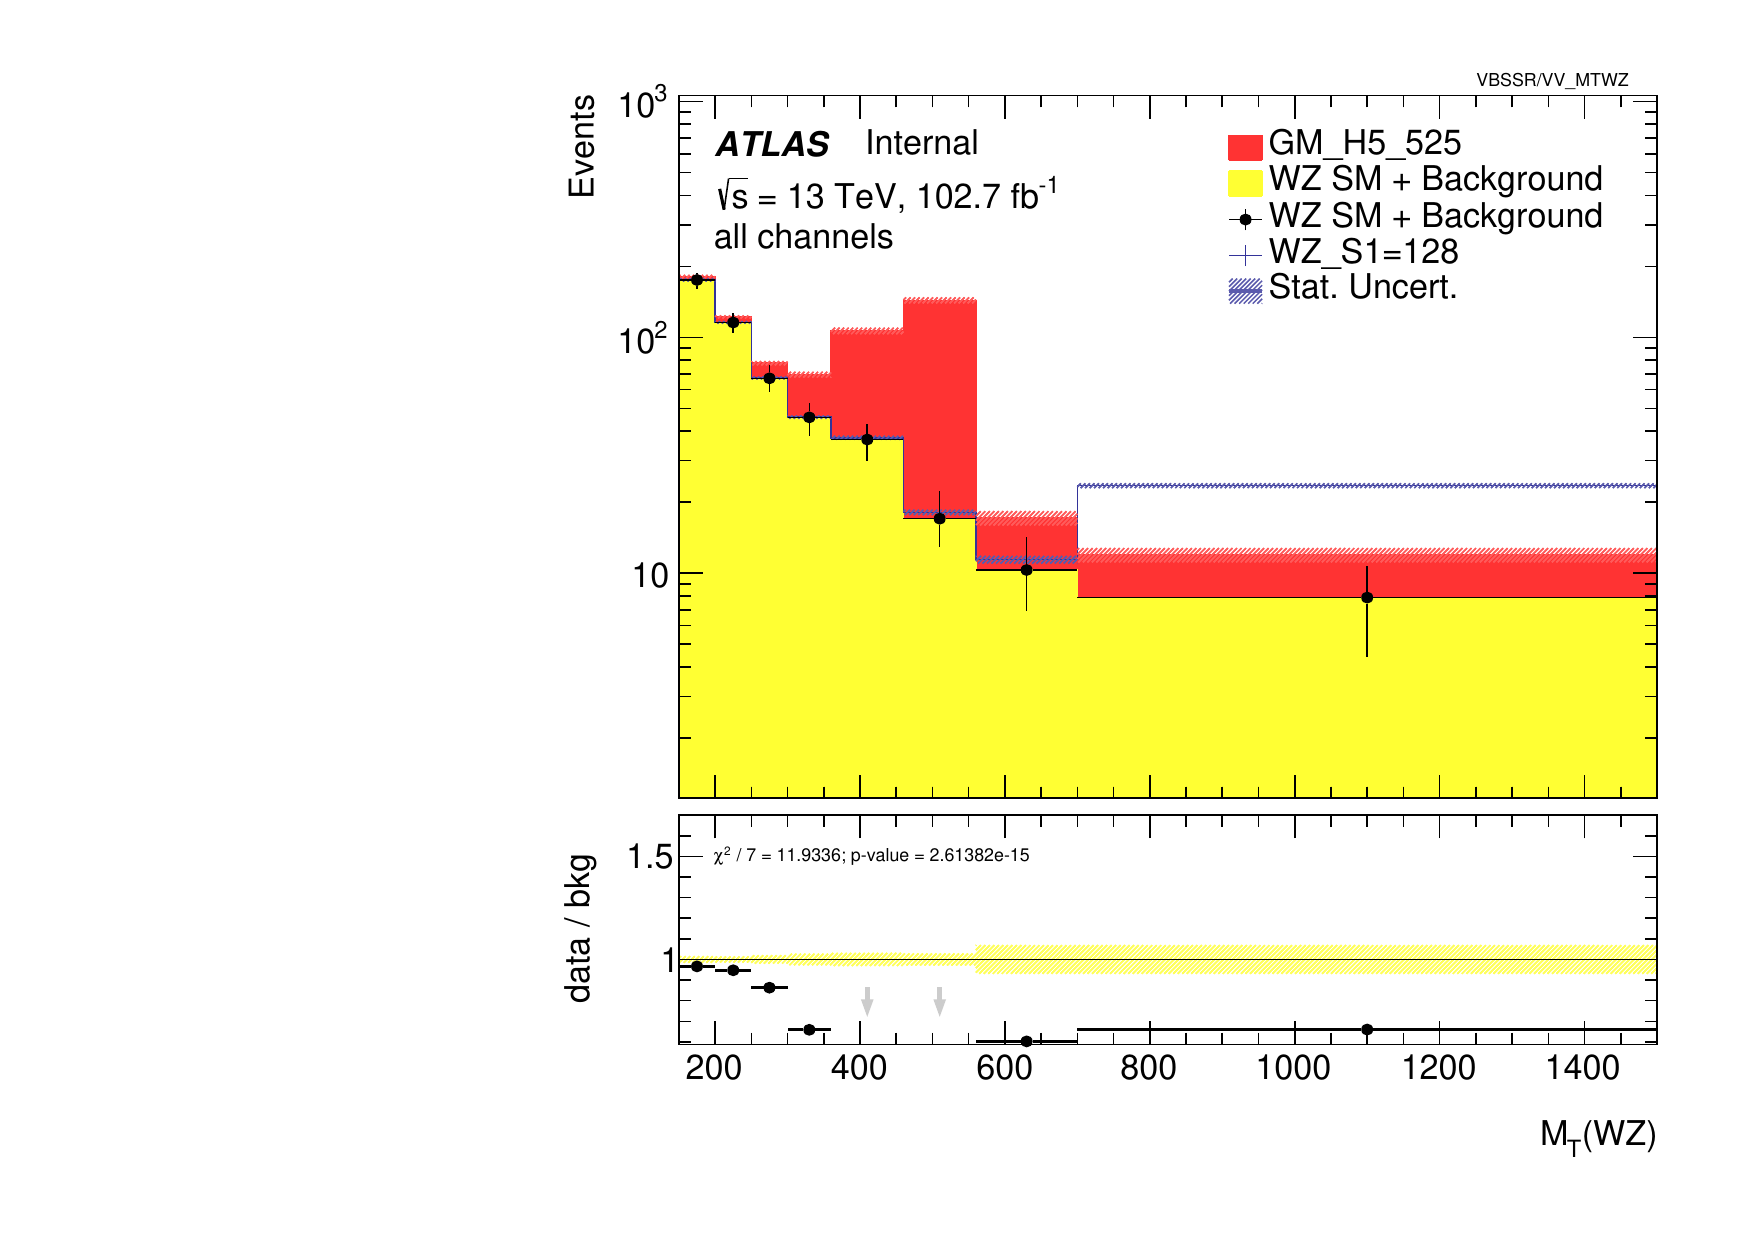 VBSSR/VV_MTWZ
Events
10³
10²
10
ATLAS Internal
√s = 13 TeV, 102.7 fb⁻¹
all channels
GM_H5_525
WZ SM + Background
WZ SM + Background
WZ_S1=128
Stat. Uncert.
data / bkg
1.5
1
χ² / 7 = 11.9336; p-value = 2.61382e-15
200 400 600 800 1000 1200 1400
M_T(WZ)